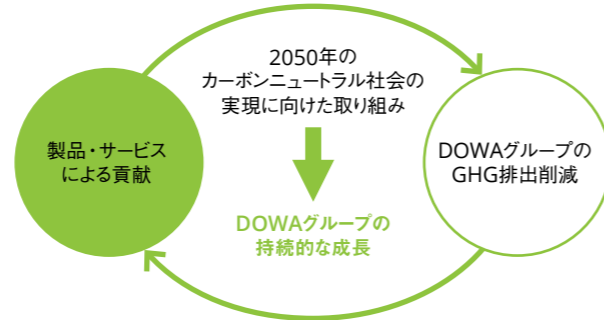 2050年の
カーボンニュートラル社会の
実現に向けた取り組み
製品・サービス
による貢献
DOWAグループの
GHG排出削減
DOWAグループの
持続的な成長